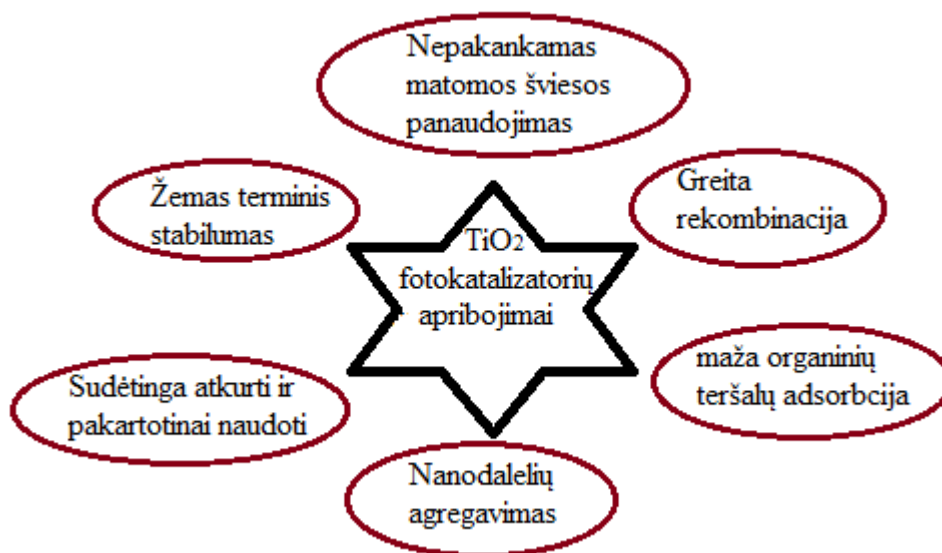 Nepakankamas
matomos šviesos
panaudojimas
Žemas terminis
stabilumas
Greita
rekombinacija
TiO2
fotokatalizatorių
apribojimai
Sudėtinga atkurti ir
pakartotinai naudoti
maža organinių
teršalų adsorbcija
Nanodalelių
agregavimas